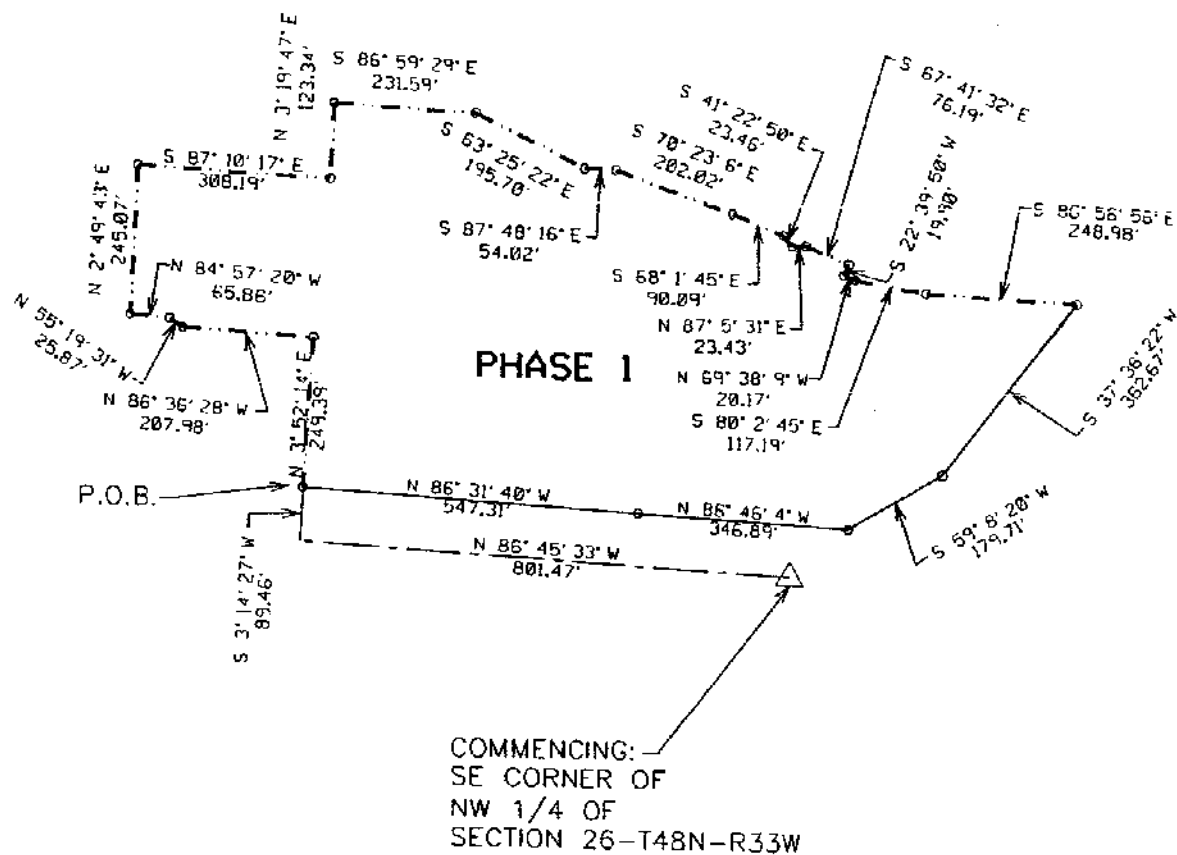 N 3° 19' 47" E
123.34'
S 86° 59' 29" E
231.59'
S 67° 41' 32" E
76.19'
S 41° 22' 50" E
23.46'
S 70° 23' 6" E
202.02'
S 63° 25' 22" E
195.70'
S 22° 39' 50" W
19.90'
S 87° 10' 17" E
308.19'
S 86° 56' 56" E
248.98'
N 2° 49' 43" E
245.07'
S 87° 48' 16" E
54.02'
N 84° 57' 20" W
65.86'
S 68° 1' 45" E
90.09'
N 55° 19' 31" W
25.87'
N 87° 5' 31" E
23.43'
PHASE 1
N 86° 36' 28" W
207.98'
N 3° 52' 14" E
249.39'
N 69° 38' 9" W
20.17'
S 80° 2' 45" E
117.19'
S 37° 36' 22" W
362.67'
P.O.B.
N 86° 31' 40" W
547.31'
N 86° 46' 4" W
346.89'
S 59° 8' 20" W
179.71'
N 86° 45' 33" W
801.47'
S 3° 14' 27" W
89.46'
COMMENCING:
SE CORNER OF
NW 1/4 OF
SECTION 26-T48N-R33W